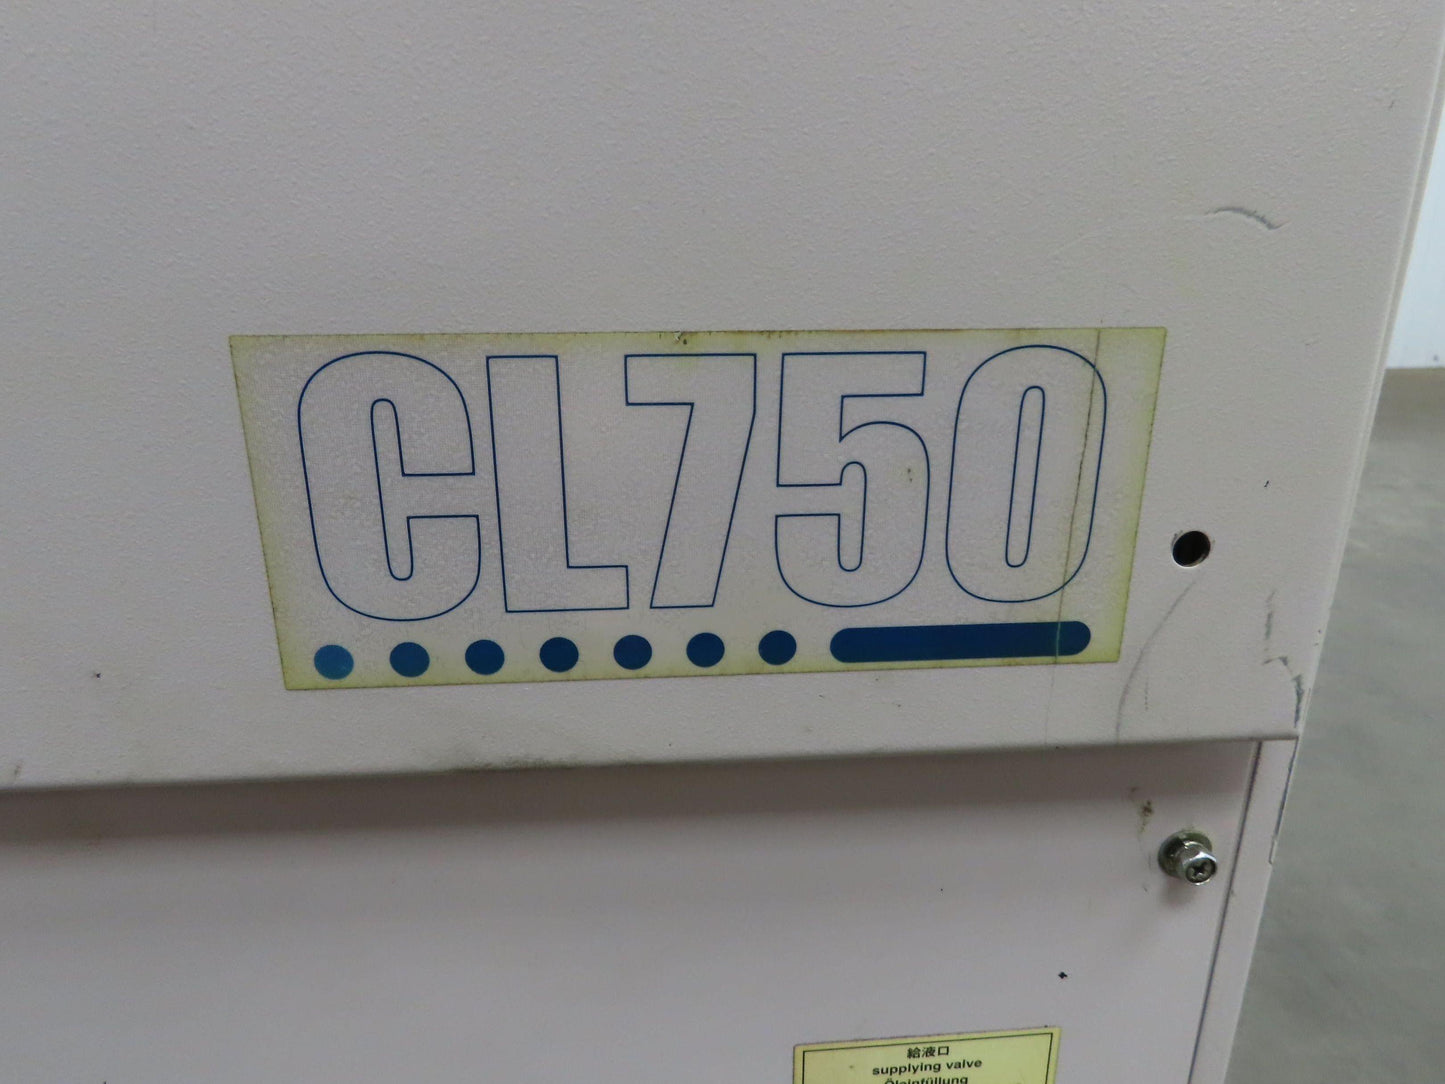 CL750
給液口
supplying valve
Öleinfüllung